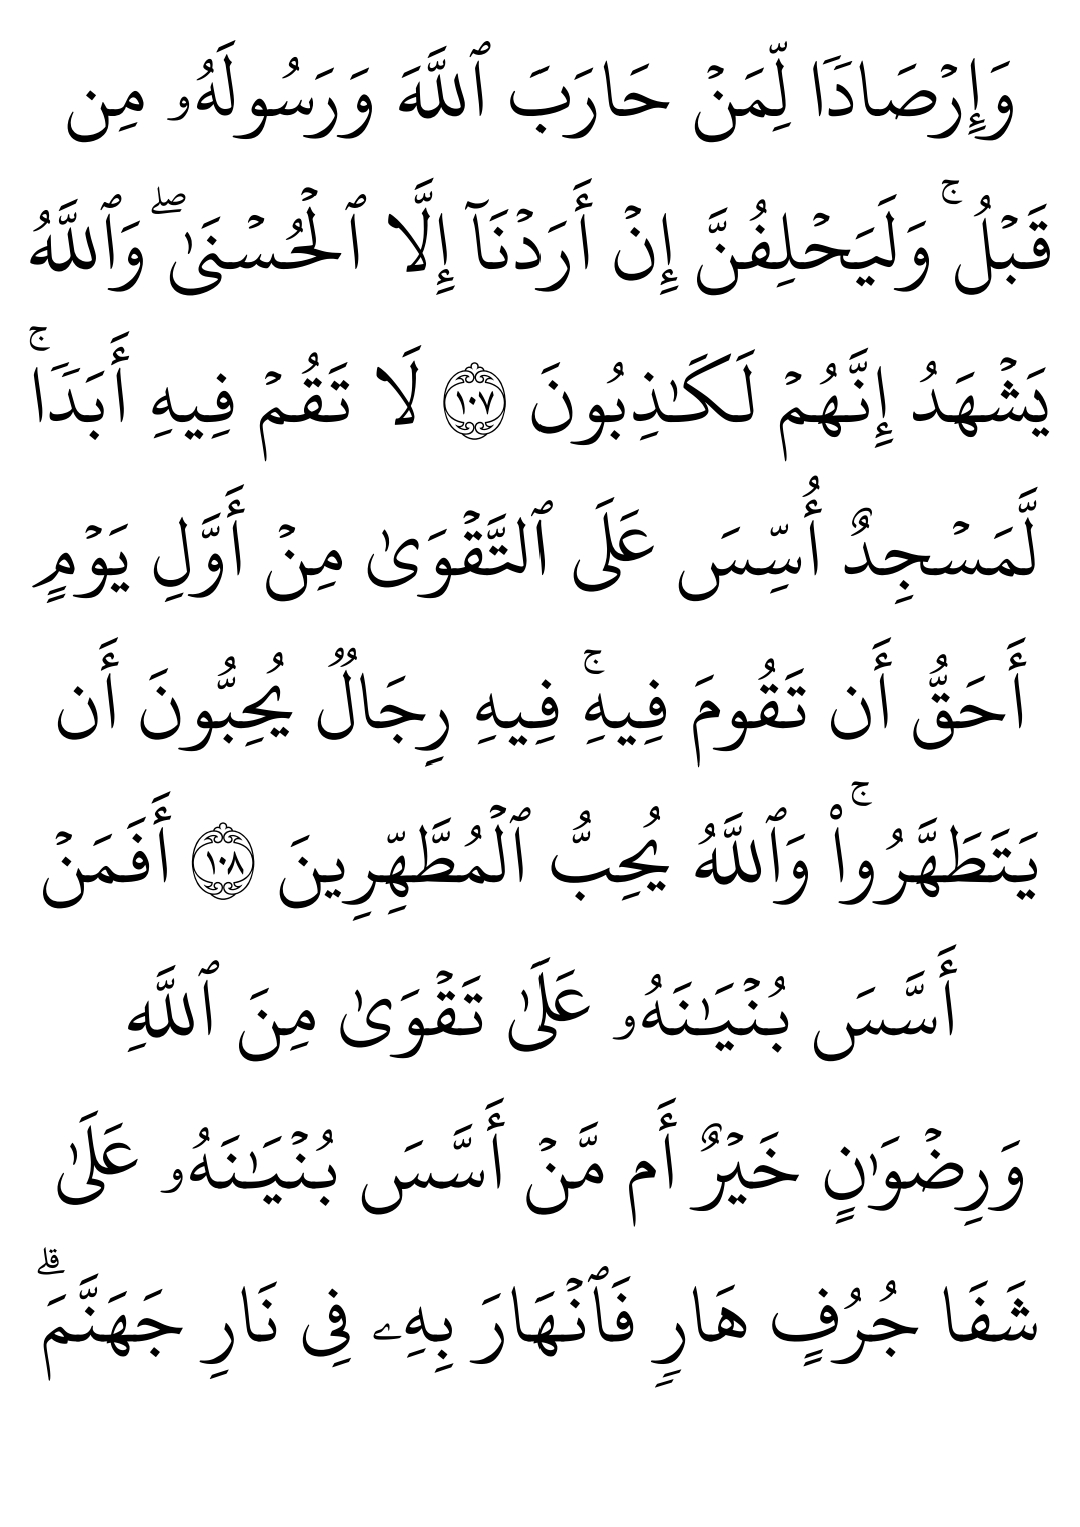 وَإِرۡصَادٗا لِّمَنۡ حَارَبَ ٱللَّهَ وَرَسُولَهُۥ مِن
قَبۡلُۚ وَلَيَحۡلِفُنَّ إِنۡ أَرَدۡنَآ إِلَّا ٱلۡحُسۡنَىٰۖ وَٱللَّهُ
يَشۡهَدُ إِنَّهُمۡ لَكَٰذِبُونَ ١٠٧ لَا تَقُمۡ فِيهِ أَبَدٗاۚ
لَّمَسۡجِدٌ أُسِّسَ عَلَى ٱلتَّقۡوَىٰ مِنۡ أَوَّلِ يَوۡمٍ
أَحَقُّ أَن تَقُومَ فِيهِۚ فِيهِ رِجَالٞ يُحِبُّونَ أَن
يَتَطَهَّرُواْۚ وَٱللَّهُ يُحِبُّ ٱلۡمُطَّهِّرِينَ ١٠٨ أَفَمَنۡ
أَسَّسَ بُنۡيَٰنَهُۥ عَلَىٰ تَقۡوَىٰ مِنَ ٱللَّهِ
وَرِضۡوَٰنٍ خَيۡرٌ أَم مَّنۡ أَسَّسَ بُنۡيَٰنَهُۥ عَلَىٰ
شَفَا جُرُفٍ هَارٖ فَٱنۡهَارَ بِهِۦ فِي نَارِ جَهَنَّمَۗ